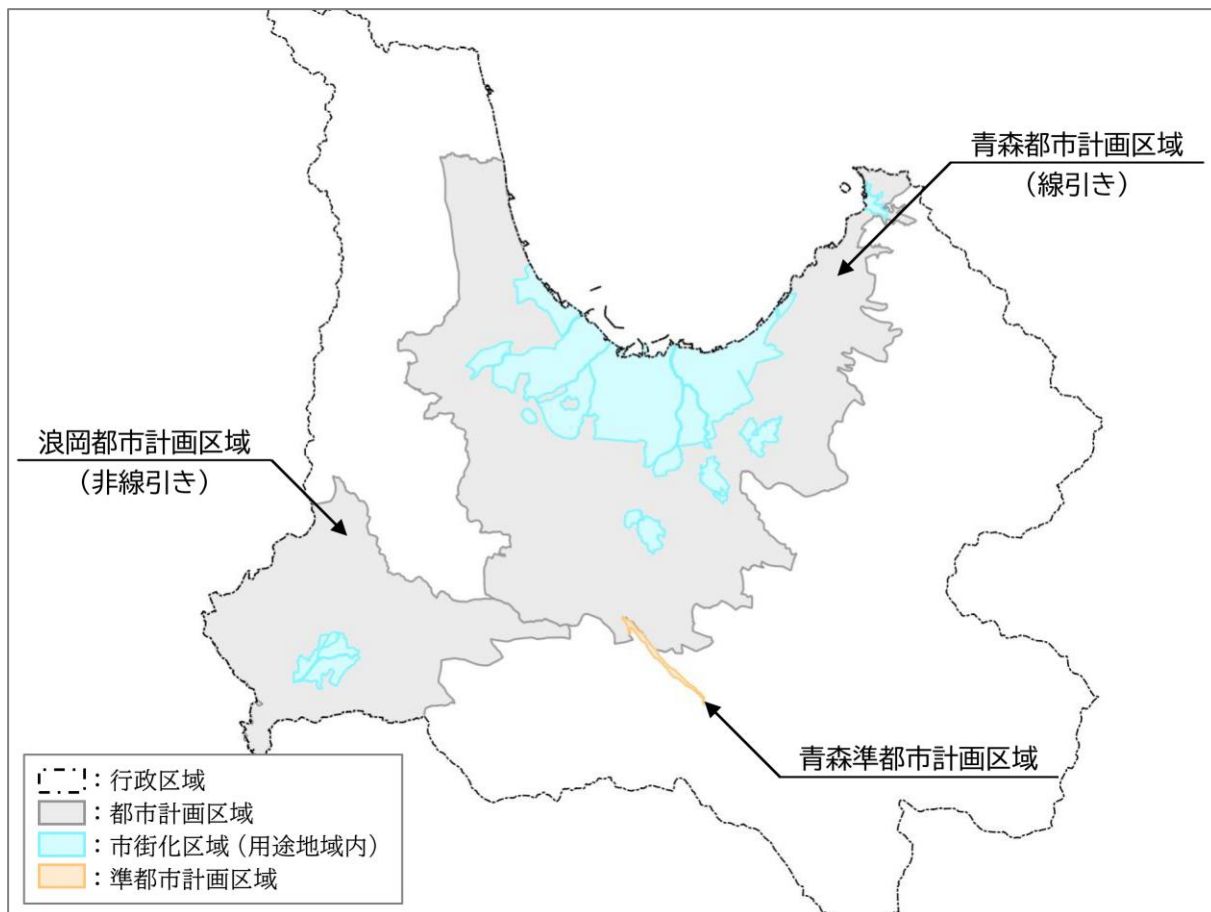 青森都市計画区域
(線引き)
浪岡都市計画区域
(非線引き)
青森準都市計画区域
:行政区域
:都市計画区域
:市街化区域(用途地域内)
:準都市計画区域